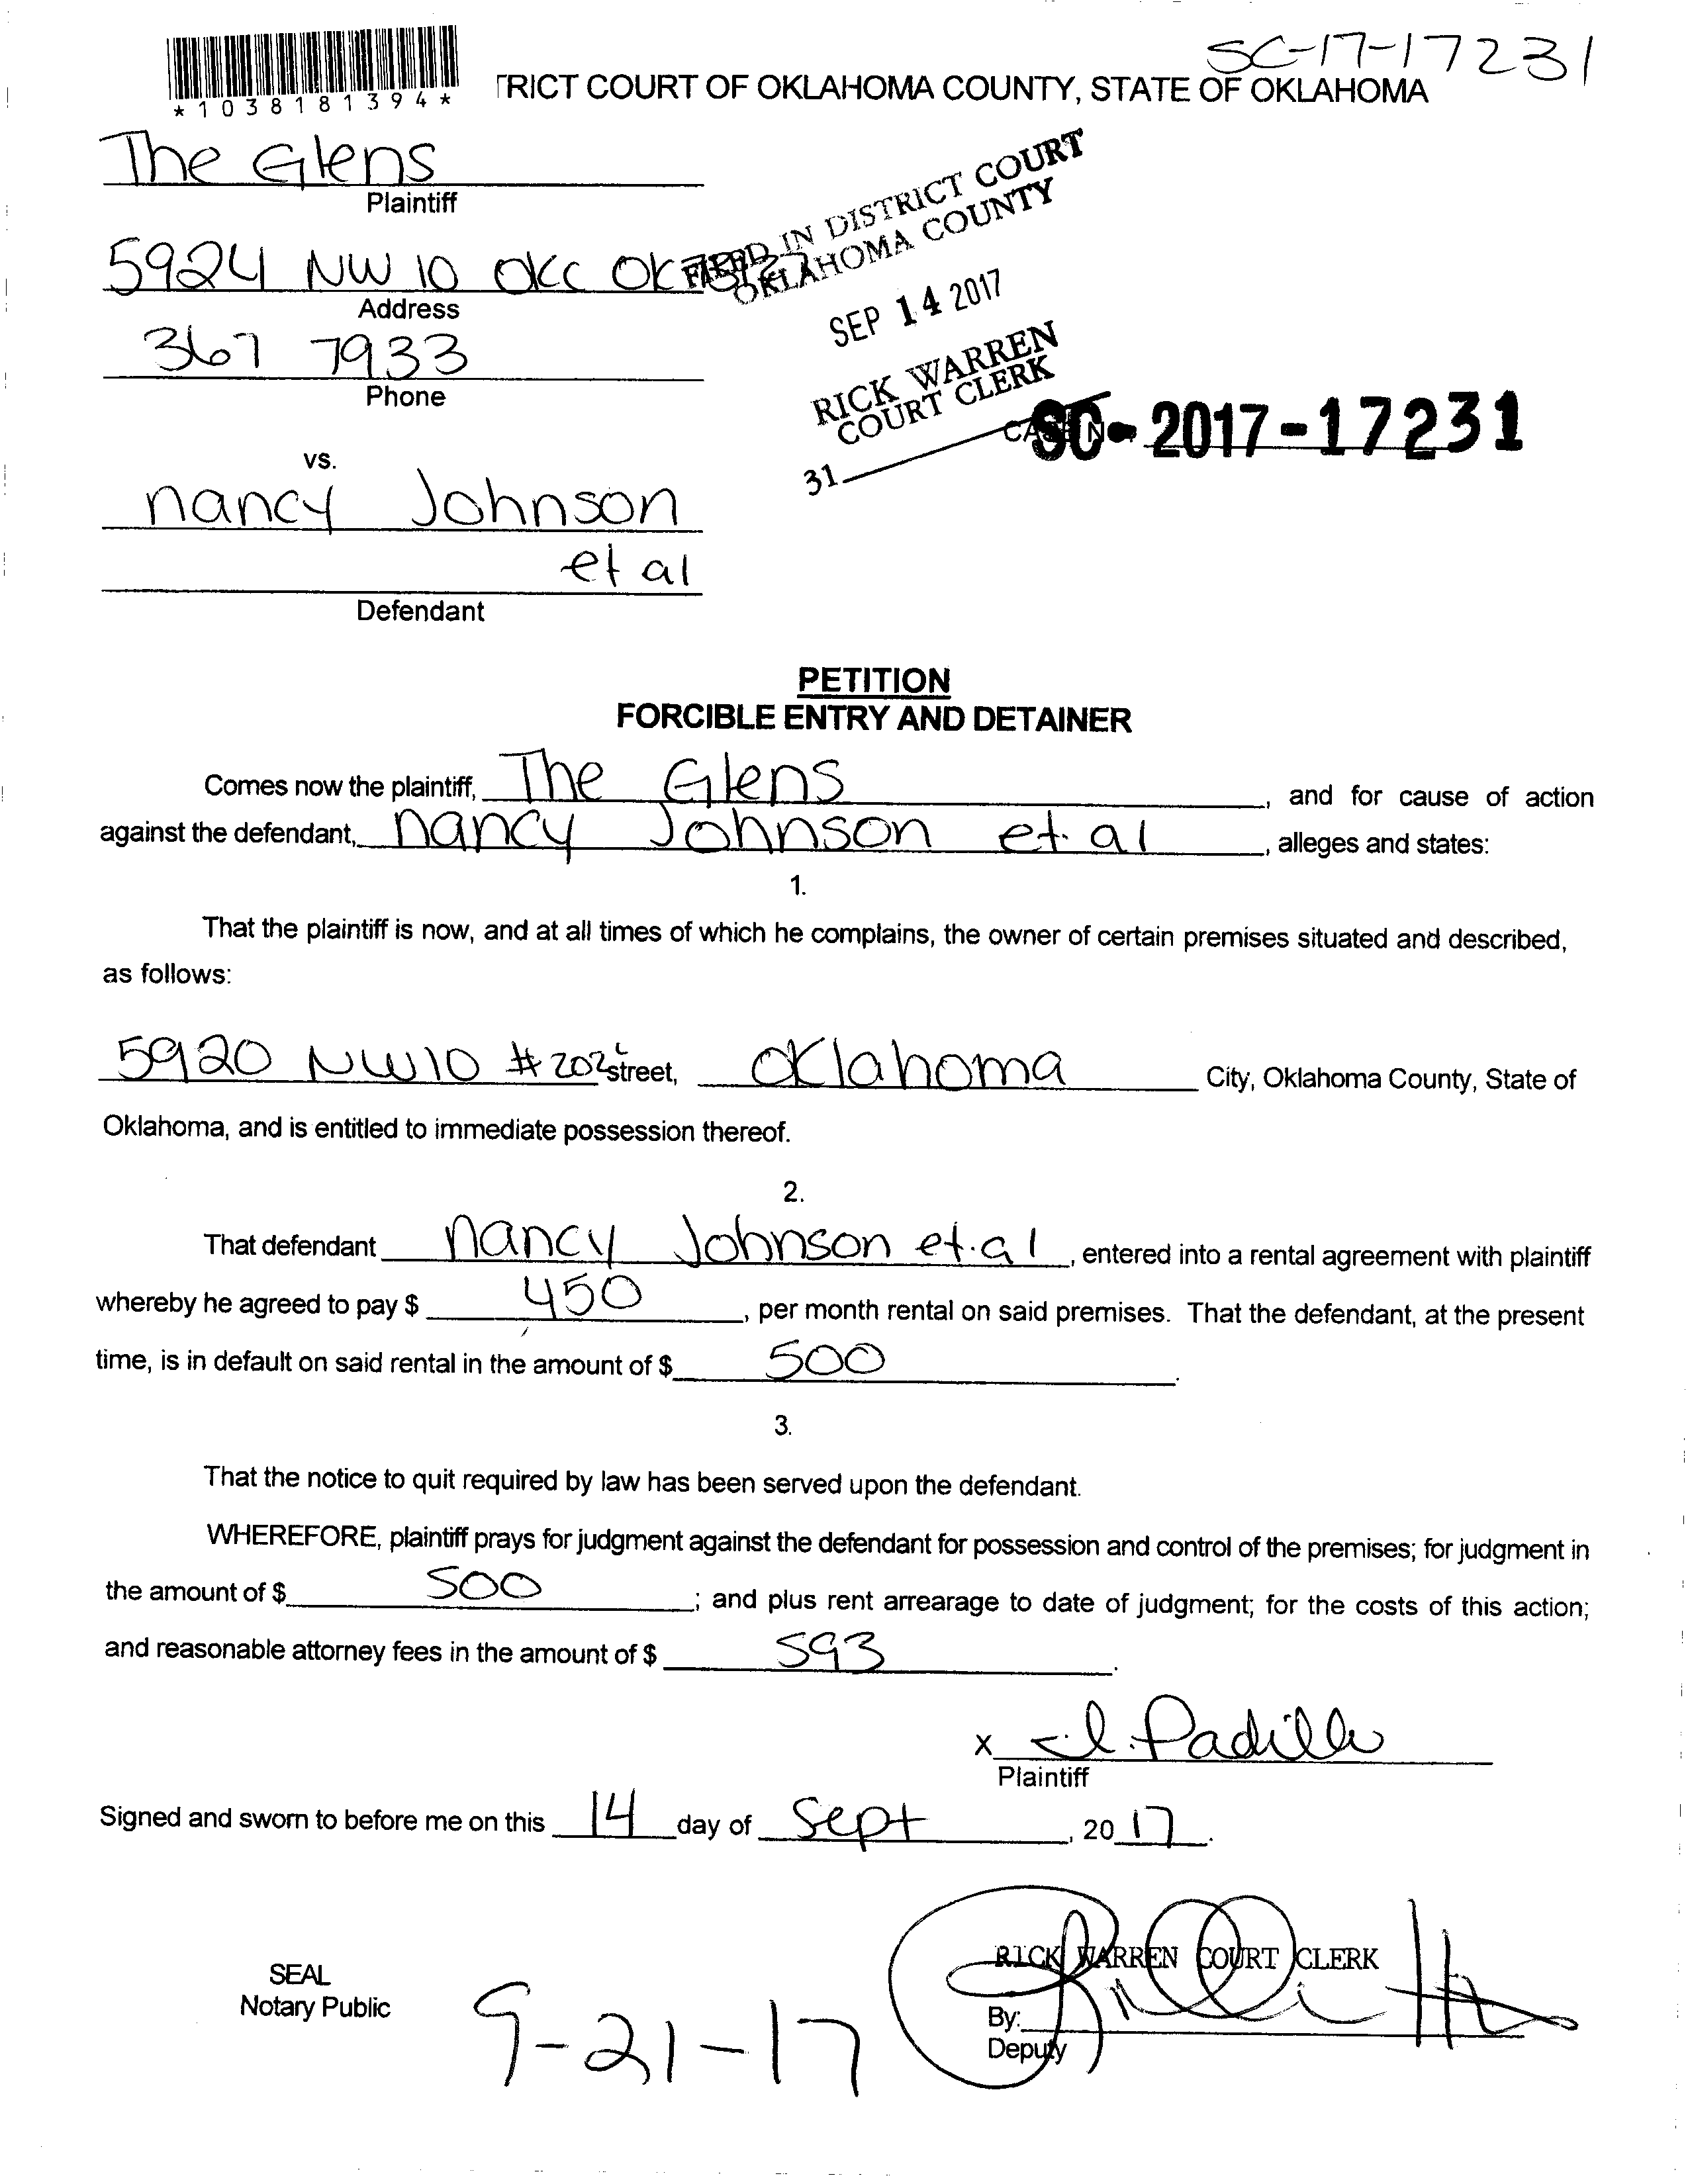 SC-17-17231
*1038181394*
TRICT COURT OF OKLAHOMA COUNTY, STATE OF OKLAHOMA
The Glens
Plaintiff
FILED IN DISTRICT COURT
OKLAHOMA COUNTY
5924 NW 10 OKC OK
Address
SEP 14 2017
367 7933
Phone
RICK WARREN
COURT CLERK
SC-2017-17231
31
vs.
nancy Johnson
et al
Defendant
PETITION
FORCIBLE ENTRY AND DETAINER
Comes now the plaintiff, The Glens, and for cause of action
against the defendant, nancy Johnson et. al, alleges and states:
1.
That the plaintiff is now, and at all times of which he complains, the owner of certain premises situated and described,
as follows:
5920 NW10 #202 street, Oklahoma City, Oklahoma County, State of
Oklahoma, and is entitled to immediate possession thereof.
2.
That defendant nancy Johnson et.al, entered into a rental agreement with plaintiff
whereby he agreed to pay $ 450, per month rental on said premises. That the defendant, at the present
time, is in default on said rental in the amount of $ 500.
3.
That the notice to quit required by law has been served upon the defendant.
WHEREFORE, plaintiff prays for judgment against the defendant for possession and control of the premises; for judgment in
the amount of $ 500; and plus rent arrearage to date of judgment; for the costs of this action;
and reasonable attorney fees in the amount of $ 593.
X Padilla
Plaintiff
Signed and sworn to before me on this 14 day of Sept, 2017.
RICK WARREN COURT CLERK
SEAL
Notary Public
9-21-17
By:
Deputy